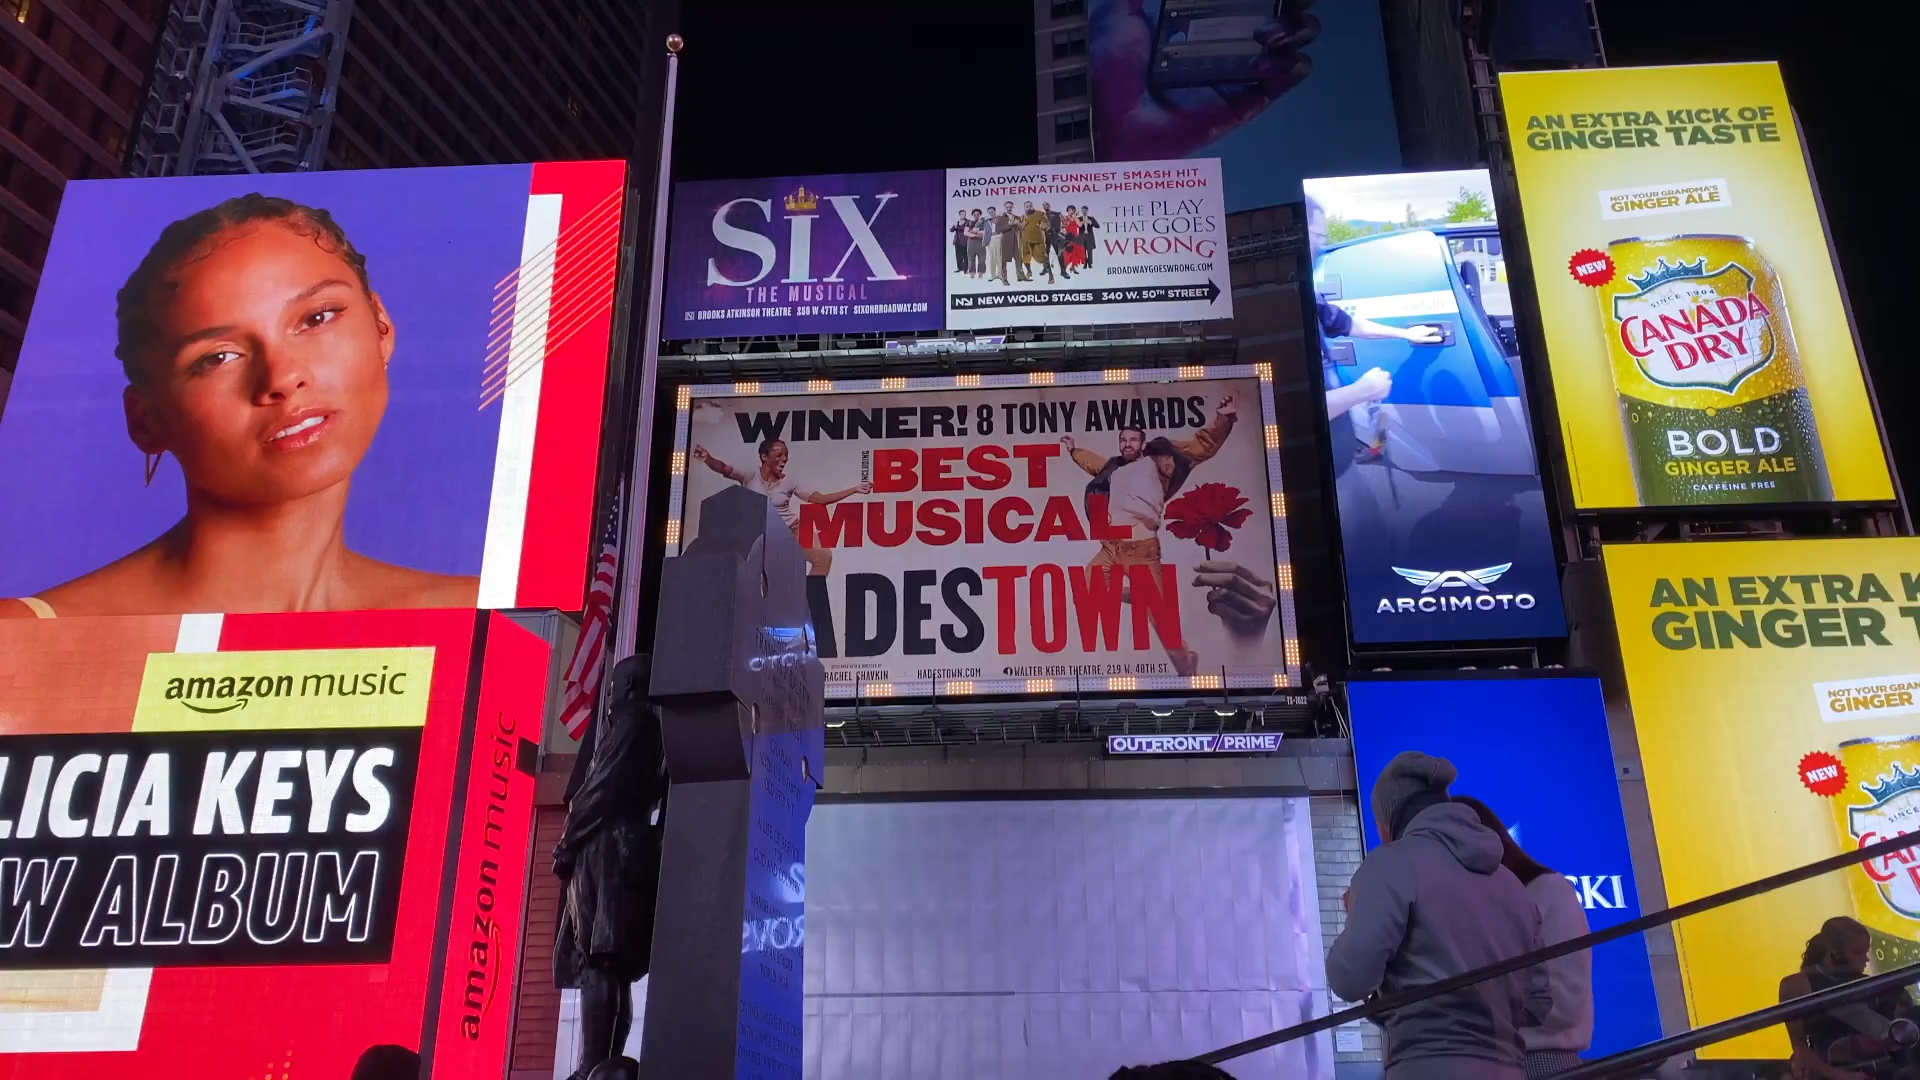 LICIA KEYS
W ALBUM
amazon music
amazon music
SIX
THE MUSICAL
BROOKS ATKINSON THEATRE 256 W 47TH ST SIXONBROADWAY.COM
BROADWAY'S FUNNIEST SMASH HIT
AND INTERNATIONAL PHENOMENON
THE PLAY
THAT GOES
WRONG
BROADWAYGOESWRONG.COM
NEW WORLD STAGES 340 W. 50TH STREET
WINNER! 8 TONY AWARDS
INCLUDING
BEST
MUSICAL
ADESTOWN
RACHEL CHAVKIN
HADESTOWN.COM
WALTER KERR THEATRE, 219 W. 48TH ST.
OUTFRONT/PRIME
ARCIMOTO
SKI
AN EXTRA KICK OF
GINGER TASTE
NOT YOUR GRANDMA'S
GINGER ALE
NEW
SINCE 1904
CANADA
DRY
BOLD
GINGER ALE
CAFFEINE FREE
AN EXTRA K
GINGER T
NOT YOUR GRAN
GINGER
NEW
SINCE
CAN
D